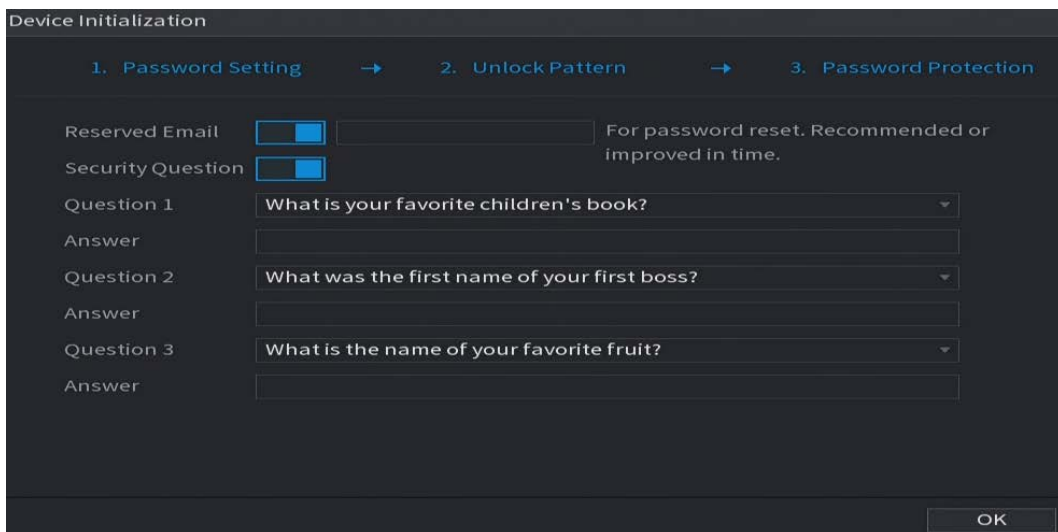 Device Initialization
1. Password Setting → 2. Unlock Pattern → 3. Password Protection
Reserved Email For password reset. Recommended or
improved in time.
Security Question
Question 1 What is your favorite children's book?
Answer
Question 2 What was the first name of your first boss?
Answer
Question 3 What is the name of your favorite fruit?
Answer
OK